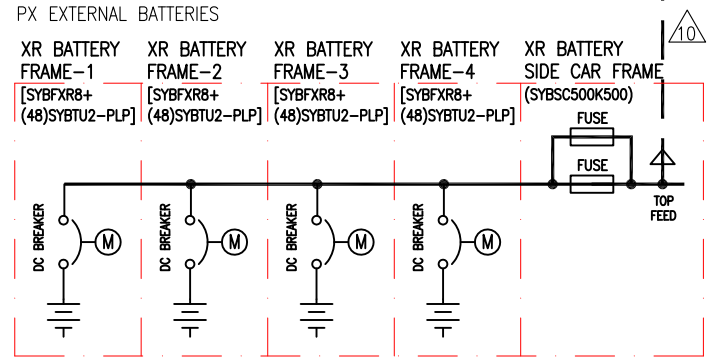 PX EXTERNAL BATTERIES
10
XR BATTERY
FRAME-1
[SYBFXR8+
(48)SYBTU2-PLP]
XR BATTERY
FRAME-2
[SYBFXR8+
(48)SYBTU2-PLP]
XR BATTERY
FRAME-3
[SYBFXR8+
(48)SYBTU2-PLP]
XR BATTERY
FRAME-4
[SYBFXR8+
(48)SYBTU2-PLP]
XR BATTERY
SIDE CAR FRAME
(SYBSC500K500)
FUSE
FUSE
TOP
FEED
DC BREAKER
M
DC BREAKER
M
DC BREAKER
M
DC BREAKER
M